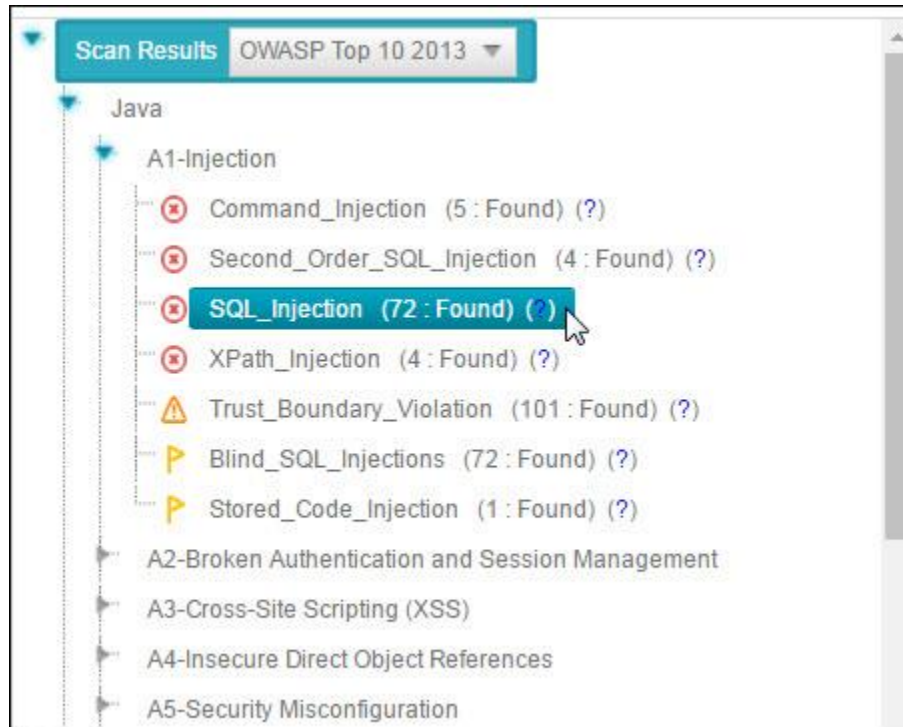 Scan Results OWASP Top 10 2013
Java
A1-Injection
Command_Injection (5 : Found) (?)
Second_Order_SQL_Injection (4 : Found) (?)
SQL_Injection (72 : Found) (?)
XPath_Injection (4 : Found) (?)
Trust_Boundary_Violation (101 : Found) (?)
Blind_SQL_Injections (72 : Found) (?)
Stored_Code_Injection (1 : Found) (?)
A2-Broken Authentication and Session Management
A3-Cross-Site Scripting (XSS)
A4-Insecure Direct Object References
A5-Security Misconfiguration